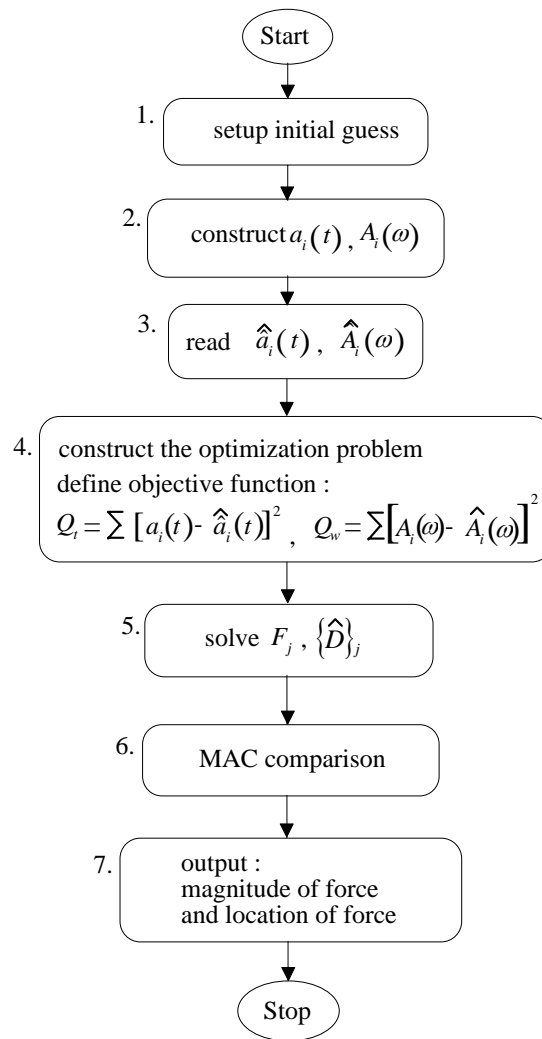 Start
1. setup initial guess
2. construct a_i(t), A_i(ω)
3. read â̂_i(t), Â̂_i(ω)
4. construct the optimization problem
define objective function :
Q_t = ∑ [a_i(t)- â̂_i(t)]², Q_w = ∑[A_i(ω)- Â_i(ω)]²
5. solve F_j , {D̂}_j
6. MAC comparison
7. output :
magnitude of force
and location of force
Stop